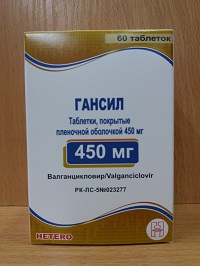 60 таблеток
ГАНСИЛ
Таблетки, покрытые
пленочной оболочкой 450 мг
450 мг
Валганцикловир/Valganciclovir
РК-ЛС-5№023277
HETERO